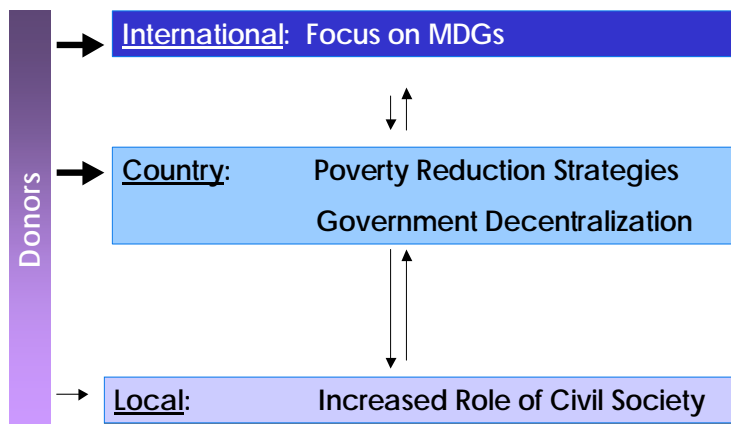 Donors
International: Focus on MDGs
Country: Poverty Reduction Strategies
Government Decentralization
Local: Increased Role of Civil Society